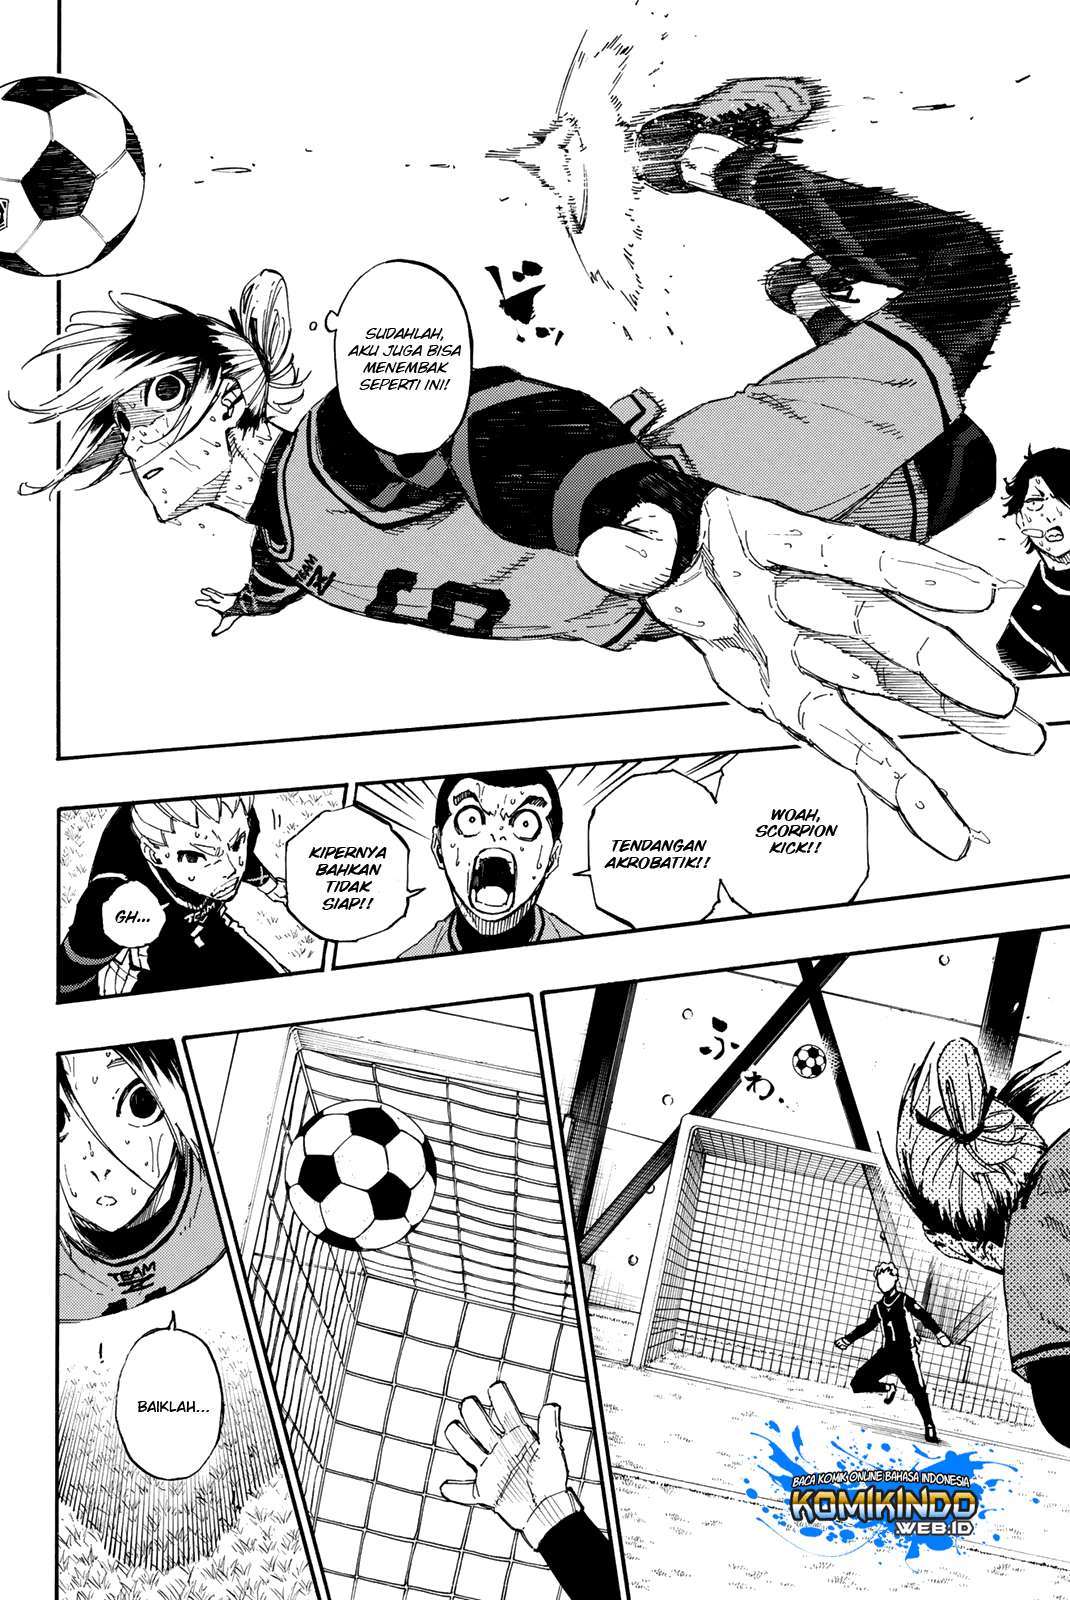 SUDAHLAH,
AKU JUGA BISA
MENEMBAK
SEPERTI INI!
WOAH,
SCORPION
KICK!!
TENDANGAN
AKROBATIK!!
KIPERNYA
BAHKAN
TIDAK
SIAP!!
GH...
ふわ..
TEAM
Z
BAIKLAH...
BACA KOMIK ONLINE BAHASA INDONESIA
KOMIKINDO
.WEB.ID